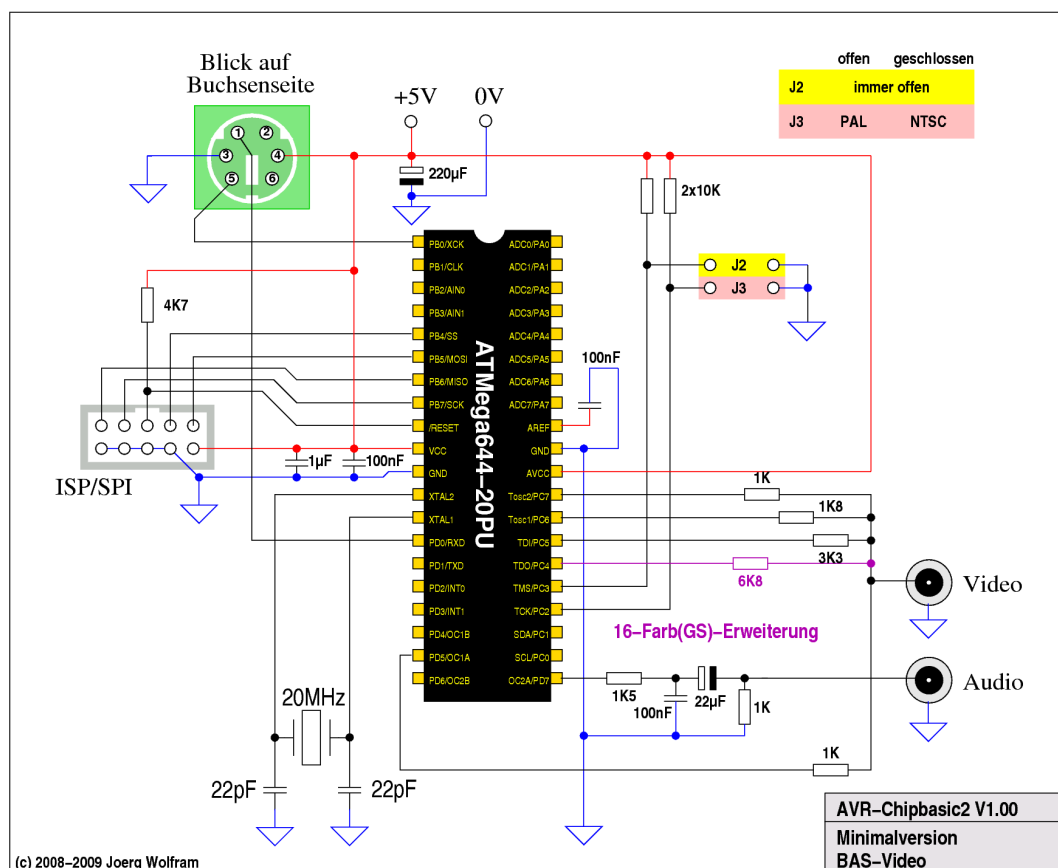 offen geschlossen
J2 immer offen
J3 PAL NTSC
Blick auf
Buchsenseite
+5V 0V
1 2
3 4
5 6
220µF
2x10K
J2
J3
4K7
100nF
ISP/SPI
1µF 100nF
ATMega644-20PU
PB0/XCK ADC0/PA0
PB1/CLK ADC1/PA1
PB2/AIN0 ADC2/PA2
PB3/AIN1 ADC3/PA3
PB4/SS ADC4/PA4
PB5/MOSI ADC5/PA5
PB6/MISO ADC6/PA6
PB7/SCK ADC7/PA7
/RESET AREF
VCC GND
GND AVCC
XTAL2 Tosc2/PC7
XTAL1 Tosc1/PC6
PD0/RXD TDI/PC5
PD1/TXD TDO/PC4
PD2/INT0 TMS/PC3
PD3/INT1 TCK/PC2
PD4/OC1B SDA/PC1
PD5/OC1A SCL/PC0
PD6/OC2B OC2A/PD7
1K
1K8
3K3
6K8
Video
16-Farb(GS)-Erweiterung
Audio
1K5
100nF
22µF
1K
20MHz
22pF 22pF
1K
AVR-Chipbasic2 V1.00
Minimalversion
BAS-Video
(c) 2008-2009 Joerg Wolfram